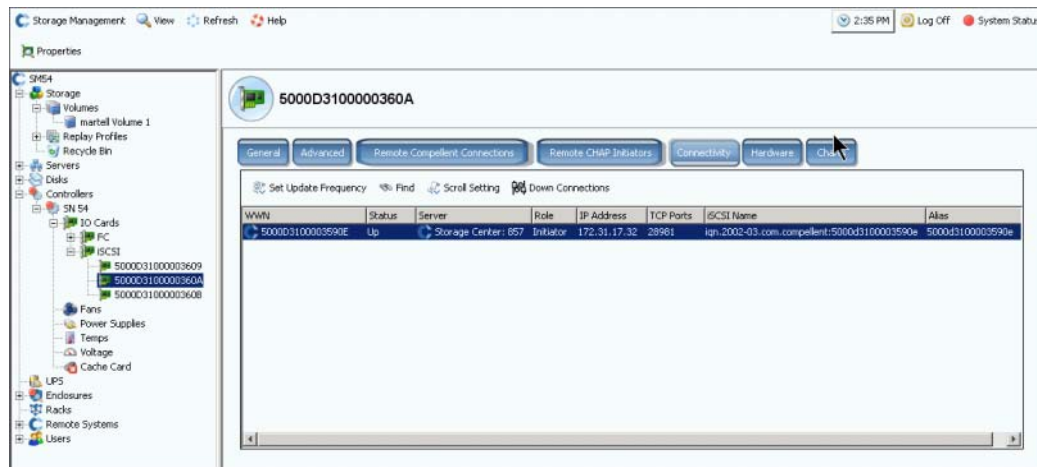 Storage Management View Refresh Help 2:35 PM Log Off System Statu
Properties
SM54
Storage
Volumes
martell Volume 1
Replay Profiles
Recycle Bin
Servers
Disks
Controllers
SN 54
IO Cards
FC
iSCSI
5000D31000003609
5000D3100000360A
5000D3100000360B
Fans
Power Supplies
Temps
Voltage
Cache Card
UPS
Enclosures
Racks
Remote Systems
Users
5000D3100000360A
General Advanced Remote Compellent Connections Remote CHAP Initiators Connectivity Hardware
Set Update Frequency Find Scroll Setting Down Connections
WWN Status Server Role IP Address TCP Ports iSCSI Name Alias
5000D3100003590E Up Storage Center: 857 Initiator 172.31.17.32 28981 iqn.2002-03.com.compellent:5000d3100003590e 5000d3100003590e